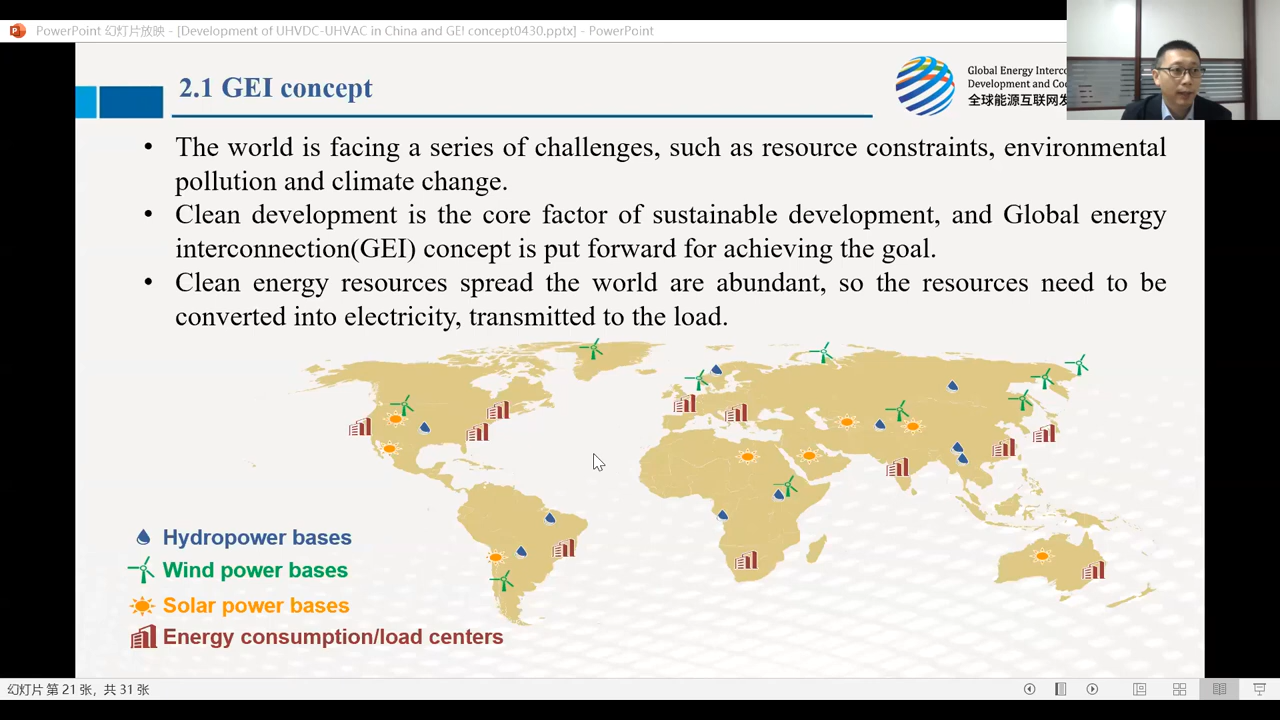 PowerPoint 幻灯片放映 - [Development of UHVDC-UHVAC in China and GEI concept0430.pptx] - PowerPoint
2.1 GEI concept
Global Energy Interco
Development and Coo
全球能源互联网发
• The world is facing a series of challenges, such as resource constraints, environmental
pollution and climate change.
• Clean development is the core factor of sustainable development, and Global energy
interconnection(GEI) concept is put forward for achieving the goal.
• Clean energy resources spread the world are abundant, so the resources need to be
converted into electricity, transmitted to the load.
Hydropower bases
Wind power bases
Solar power bases
Energy consumption/load centers
幻灯片 第 21 张，共 31 张